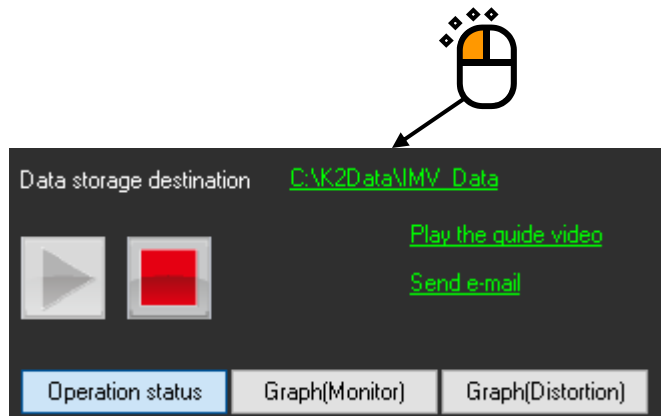 Data storage destination C:\K2Data\IMV_Data
Play the guide video
Send e-mail
Operation status Graph(Monitor) Graph(Distortion)